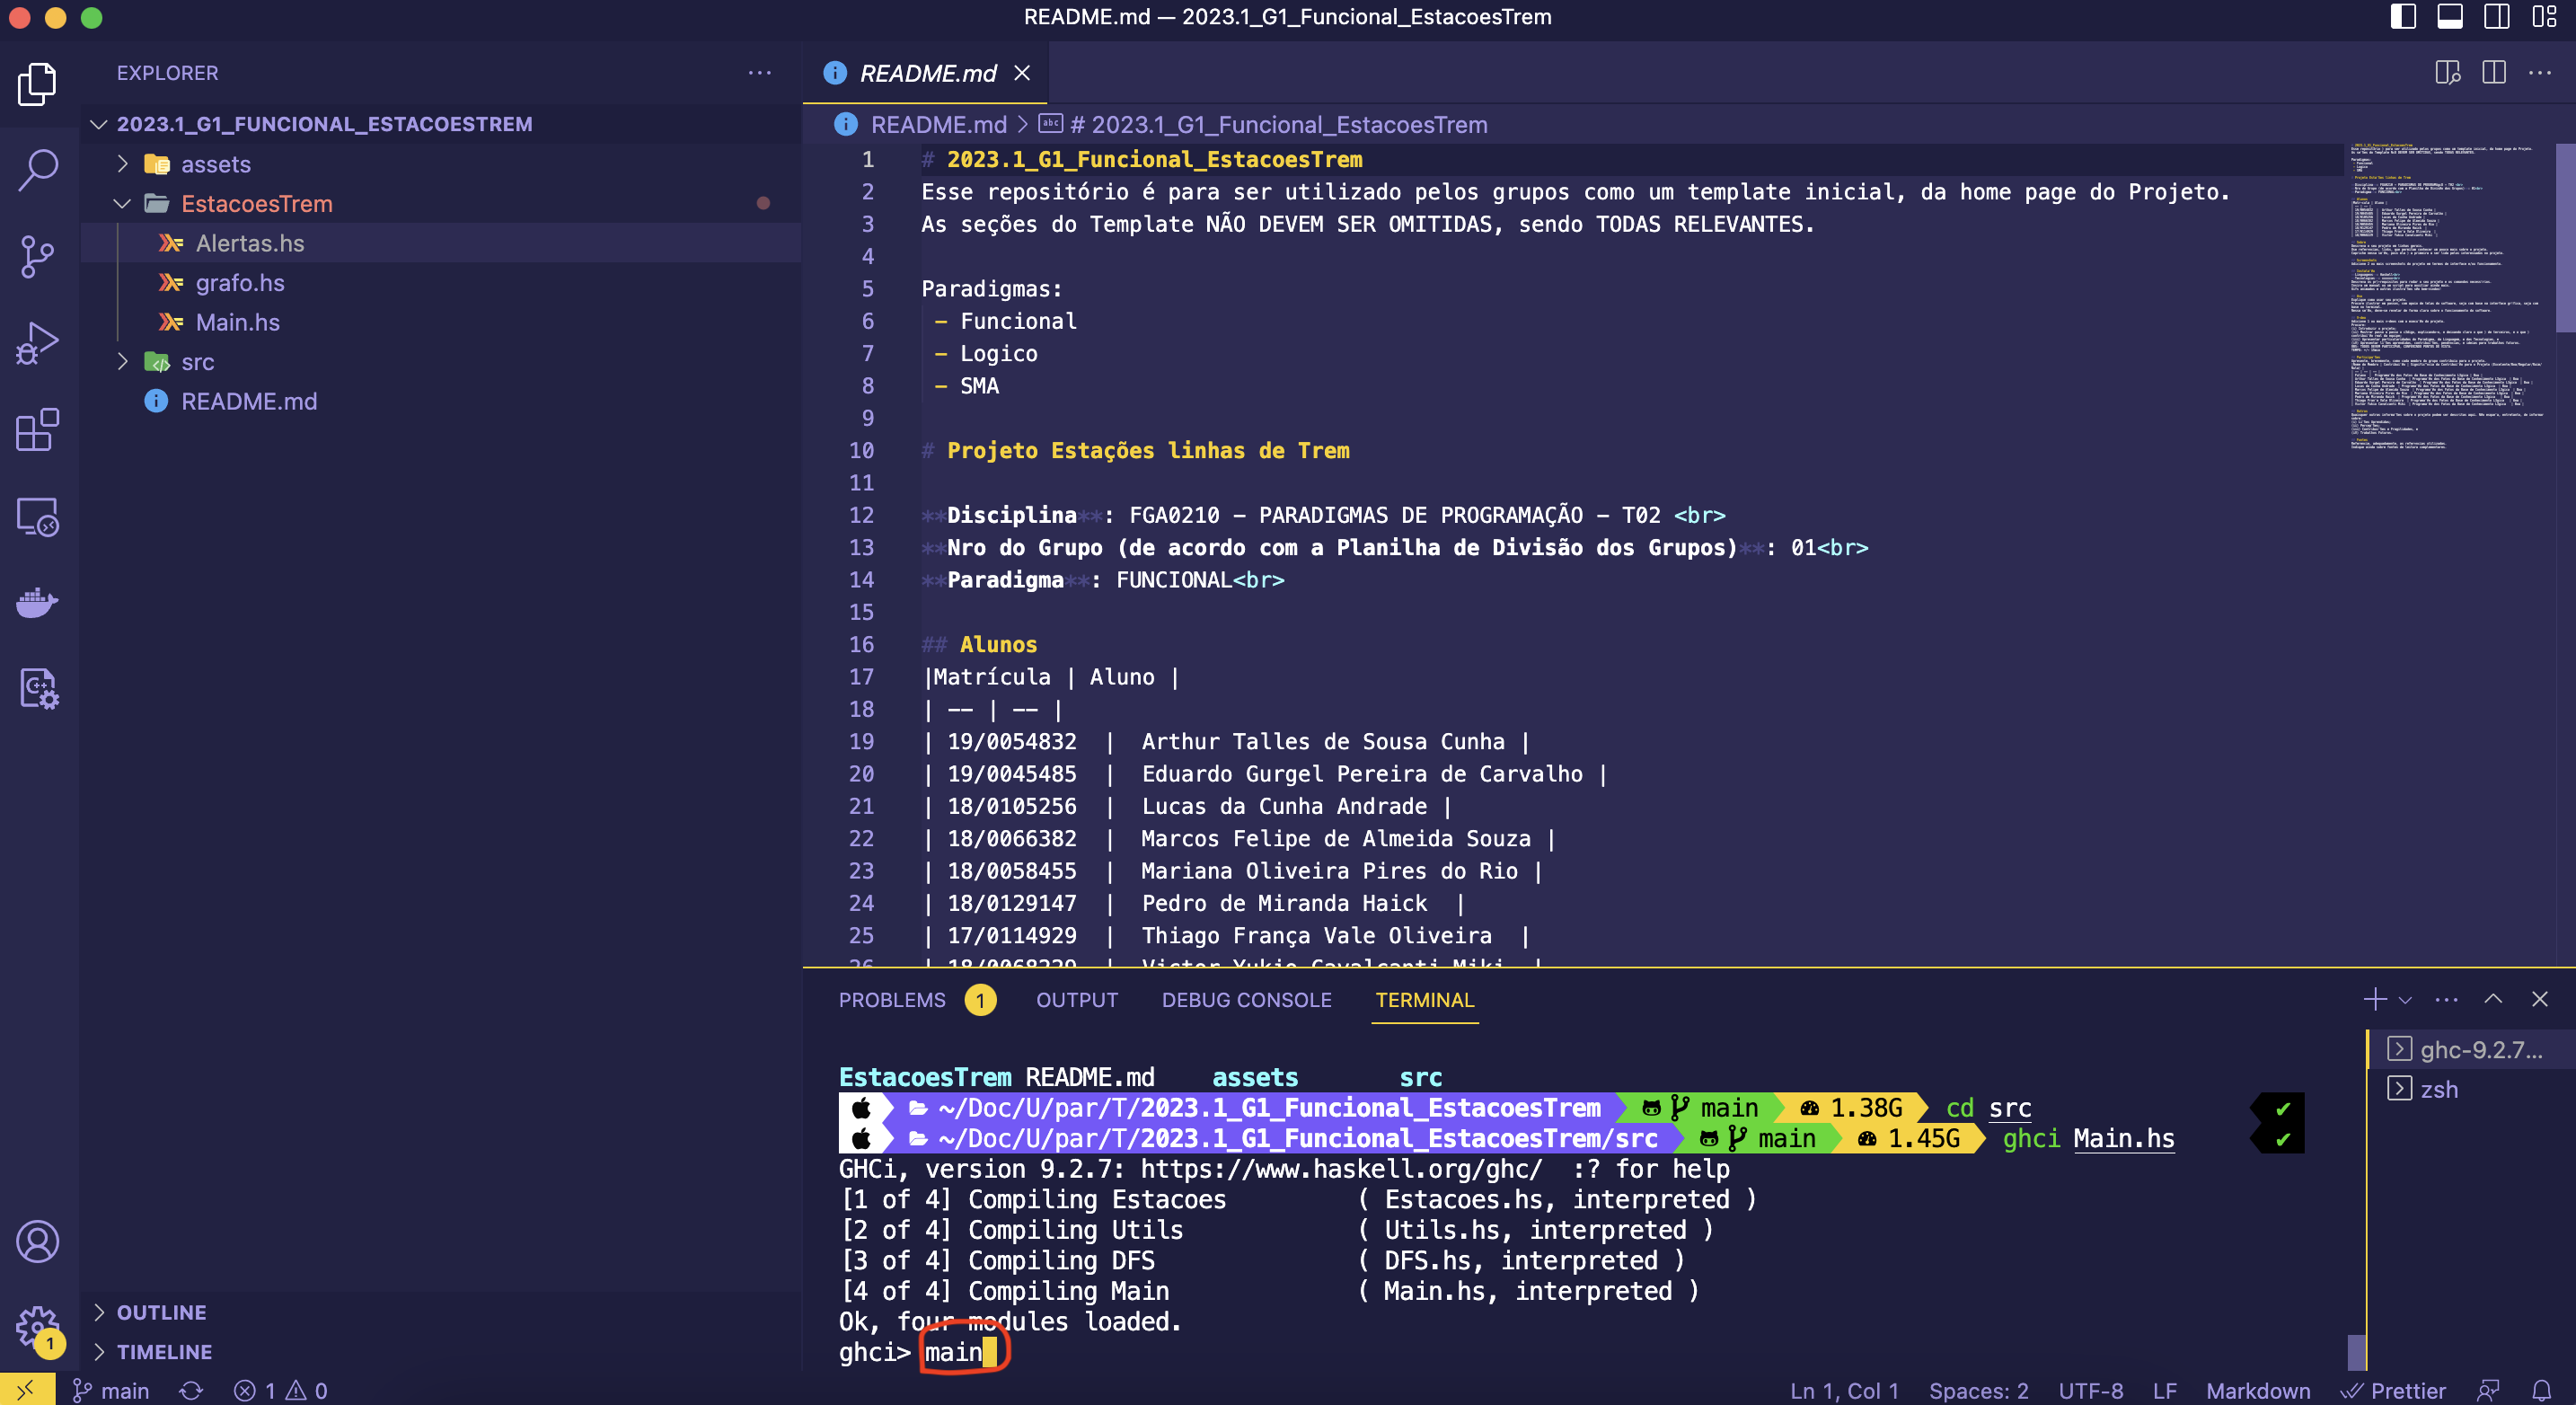 README.md — 2023.1_G1_Funcional_EstacoesTrem
EXPLORER
2023.1_G1_FUNCIONAL_ESTACOESTREM
assets
EstacoesTrem
Alertas.hs
grafo.hs
Main.hs
src
README.md
OUTLINE
TIMELINE
README.md
README.md > # 2023.1_G1_Funcional_EstacoesTrem
1 # 2023.1_G1_Funcional_EstacoesTrem
2 Esse repositório é para ser utilizado pelos grupos como um template inicial, da home page do Projeto.
3 As seções do Template NÃO DEVEM SER OMITIDAS, sendo TODAS RELEVANTES.
4
5 Paradigmas:
6 - Funcional
7 - Logico
8 - SMA
9
10 # Projeto Estações linhas de Trem
11
12 **Disciplina**: FGA0210 - PARADIGMAS DE PROGRAMAÇÃO - T02 <br>
13 **Nro do Grupo (de acordo com a Planilha de Divisão dos Grupos)**: 01<br>
14 **Paradigma**: FUNCIONAL<br>
15
16 ## Alunos
17 |Matrícula | Aluno |
18 | -- | -- |
19 | 19/0054832 | Arthur Talles de Sousa Cunha |
20 | 19/0045485 | Eduardo Gurgel Pereira de Carvalho |
21 | 18/0105256 | Lucas da Cunha Andrade |
22 | 18/0066382 | Marcos Felipe de Almeida Souza |
23 | 18/0058455 | Mariana Oliveira Pires do Rio |
24 | 18/0129147 | Pedro de Miranda Haick |
25 | 17/0114929 | Thiago França Vale Oliveira |
PROBLEMS 1 OUTPUT DEBUG CONSOLE TERMINAL
EstacoesTrem README.md assets src
~/Doc/U/par/T/2023.1_G1_Funcional_EstacoesTrem main 1.38G cd src
~/Doc/U/par/T/2023.1_G1_Funcional_EstacoesTrem/src main 1.45G ghci Main.hs
GHCi, version 9.2.7: https://www.haskell.org/ghc/ :? for help
[1 of 4] Compiling Estacoes ( Estacoes.hs, interpreted )
[2 of 4] Compiling Utils ( Utils.hs, interpreted )
[3 of 4] Compiling DFS ( DFS.hs, interpreted )
[4 of 4] Compiling Main ( Main.hs, interpreted )
Ok, four modules loaded.
ghci> main
ghc-9.2.7...
zsh
1
main 1 0 Ln 1, Col 1 Spaces: 2 UTF-8 LF Markdown Prettier